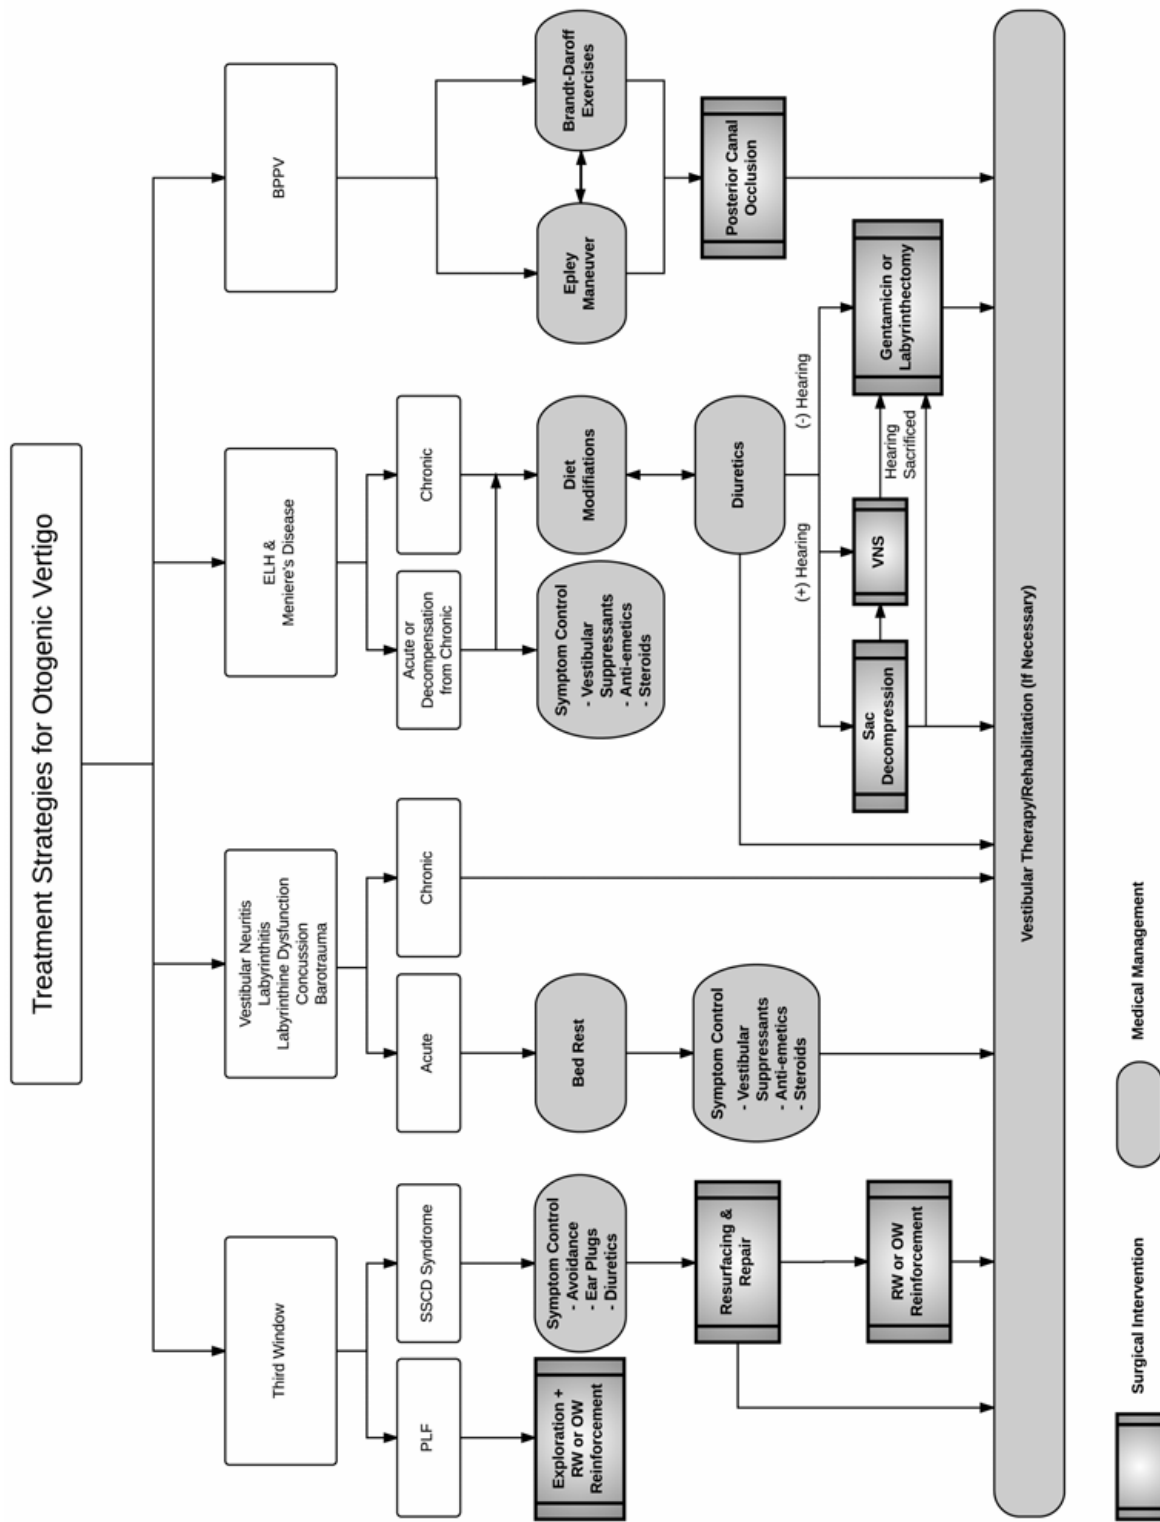 Treatment Strategies for Otogenic Vertigo
Third Window
Vestibular Neuritis
Labyrinthitis
Labyrinthine Dysfunction
Concussion
Barotrauma
ELH &
Meniere's Disease
BPPV
PLF
SSCD Syndrome
Acute
Chronic
Acute or
Decompensation
from Chronic
Chronic
Exploration +
RW or OW
Reinforcement
Symptom Control
- Avoidance
- Ear Plugs
- Diuretics
Bed Rest
Symptom Control
- Vestibular
Suppressants
- Anti-emetics
- Steroids
Diet
Modifiations
Epley
Maneuver
Brandt-Daroff
Exercises
Resurfacing &
Repair
Symptom Control
- Vestibular
Suppressants
- Anti-emetics
- Steroids
Diuretics
Posterior Canal
Occlusion
(+) Hearing
(-) Hearing
RW or OW
Reinforcement
Sac
Decompression
VNS
Hearing
Sacrificed
Gentamicin or
Labyrinthectomy
Vestibular Therapy/Rehabilitation (If Necessary)
Surgical Intervention
Medical Management